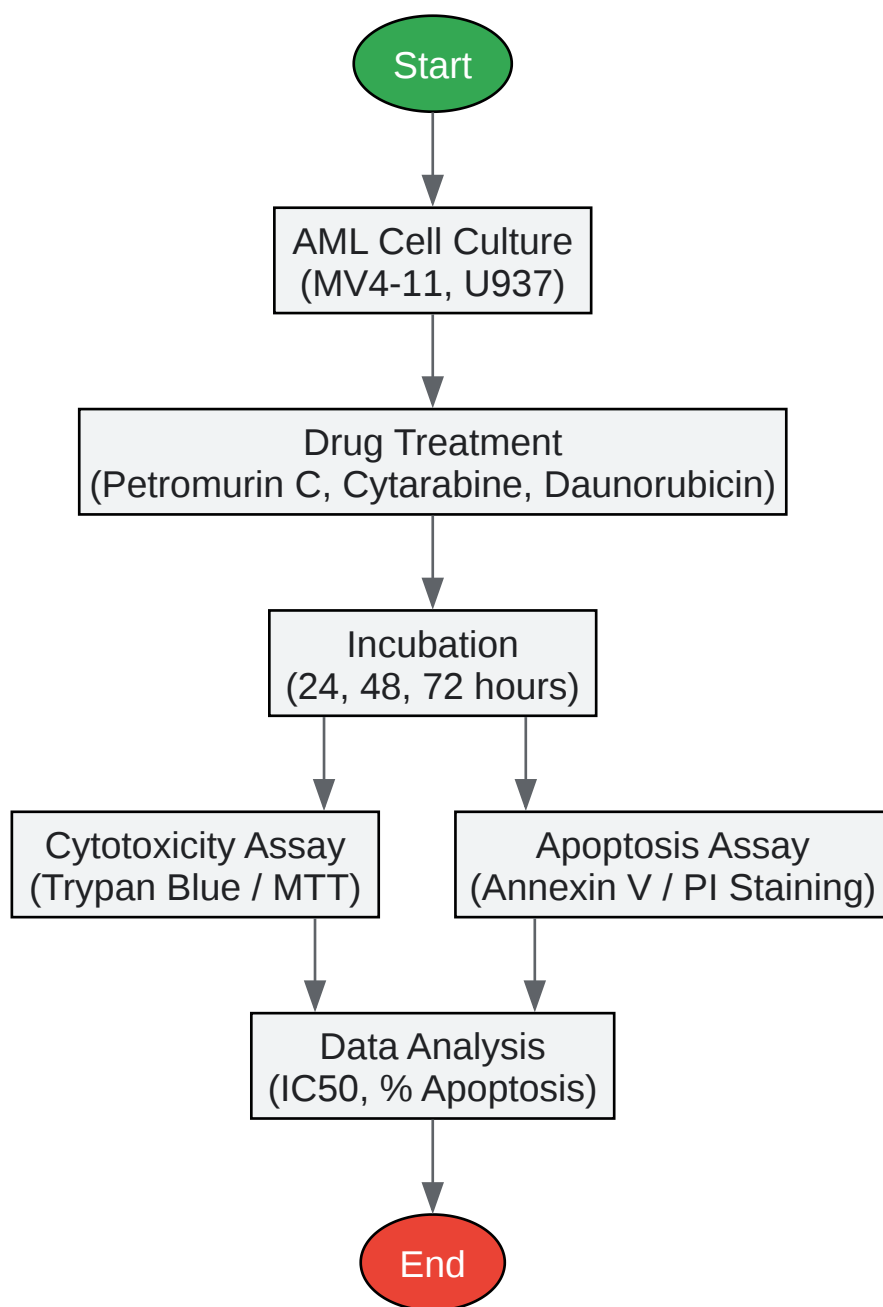 Start
AML Cell Culture
(MV4-11, U937)
Drug Treatment
(Petromurin C, Cytarabine, Daunorubicin)
Incubation
(24, 48, 72 hours)
Cytotoxicity Assay
(Trypan Blue / MTT)
Apoptosis Assay
(Annexin V / PI Staining)
Data Analysis
(IC50, % Apoptosis)
End